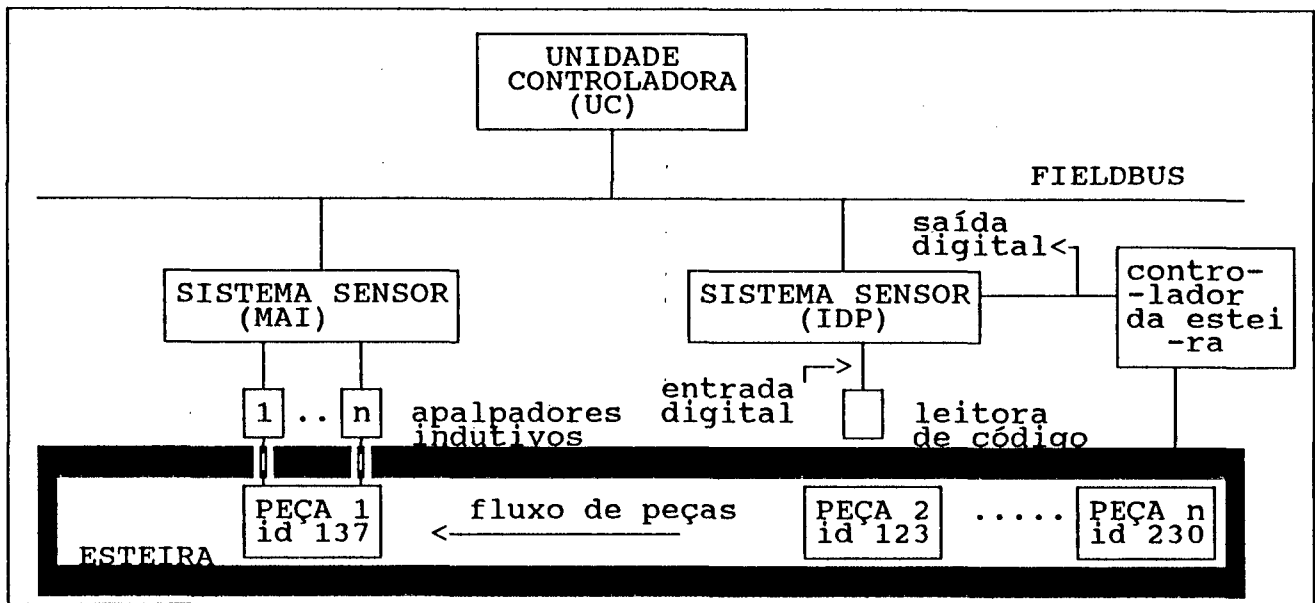 UNIDADE
CONTROLADORA
(UC)
FIELDBUS
saída
digital<
SISTEMA SENSOR
(MAI)
SISTEMA SENSOR
(IDP)
contro-
-lador
da estei
-ra
1 .. n
apalpadores
indutivos
entrada
digital
>
leitora
de código
PEÇA 1
id 137
fluxo de peças
<
PEÇA 2
id 123
.....
PEÇA n
id 230
ESTEIRA